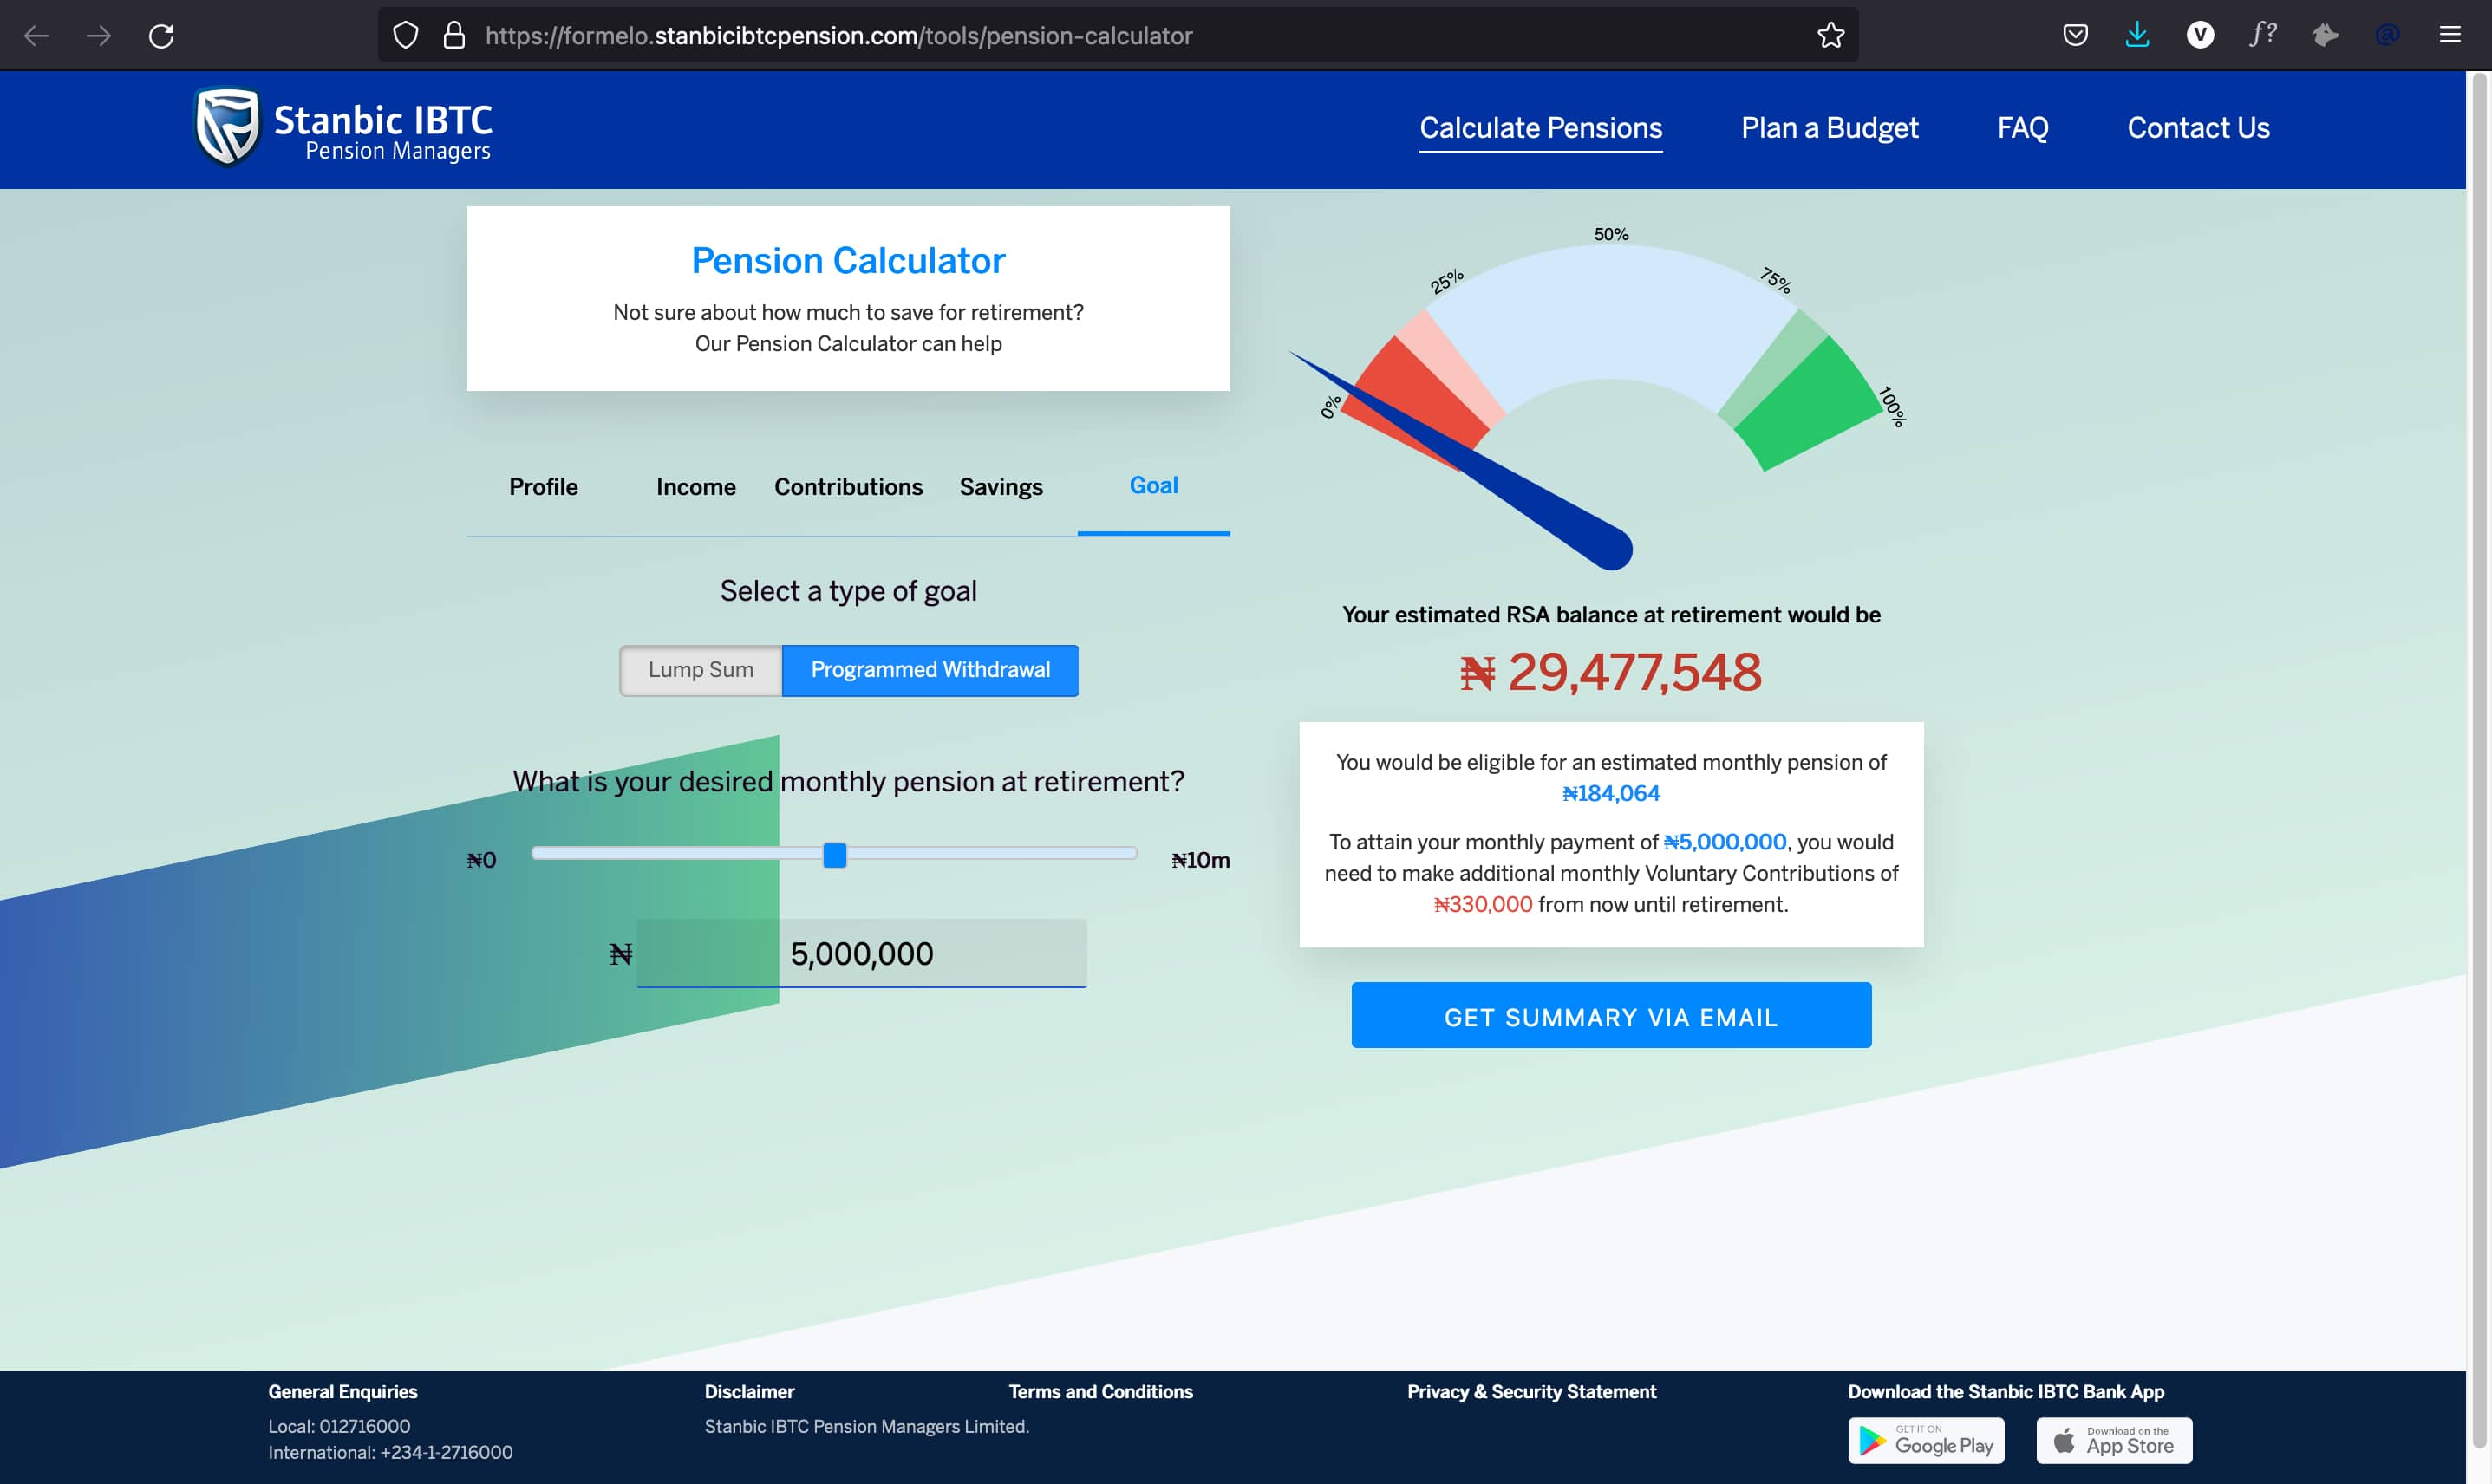 https://formelo.stanbicibtcpension.com/tools/pension-calculator
V
f?
@
Stanbic IBTC
Pension Managers
Calculate Pensions
Plan a Budget
FAQ
Contact Us
Pension Calculator
Not sure about how much to save for retirement?
Our Pension Calculator can help
Profile
Income
Contributions
Savings
Goal
Select a type of goal
Lump Sum
Programmed Withdrawal
What is your desired monthly pension at retirement?
₦0
₦10m
₦
5,000,000
0%
25%
50%
75%
100%
Your estimated RSA balance at retirement would be
₦ 29,477,548
You would be eligible for an estimated monthly pension of
₦184,064
To attain your monthly payment of ₦5,000,000, you would
need to make additional monthly Voluntary Contributions of
₦330,000 from now until retirement.
GET SUMMARY VIA EMAIL
General Enquiries
Local: 012716000
International: +234-1-2716000
Disclaimer
Stanbic IBTC Pension Managers Limited.
Terms and Conditions
Privacy & Security Statement
Download the Stanbic IBTC Bank App
GET IT ON
Google Play
Download on the
App Store